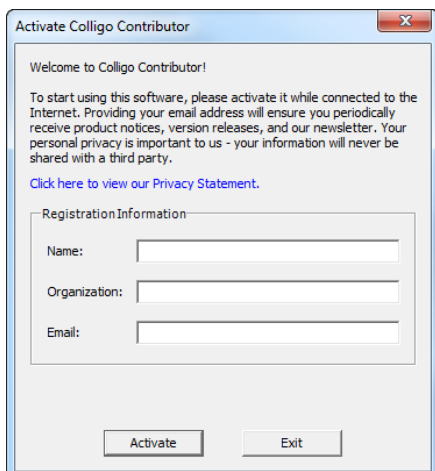 Activate Colligo Contributor
Welcome to Colligo Contributor!
To start using this software, please activate it while connected to the
Internet. Providing your email address will ensure you periodically
receive product notices, version releases, and our newsletter. Your
personal privacy is important to us - your information will never be
shared with a third party.
Click here to view our Privacy Statement.
Registration Information
Name:
Organization:
Email:
Activate Exit